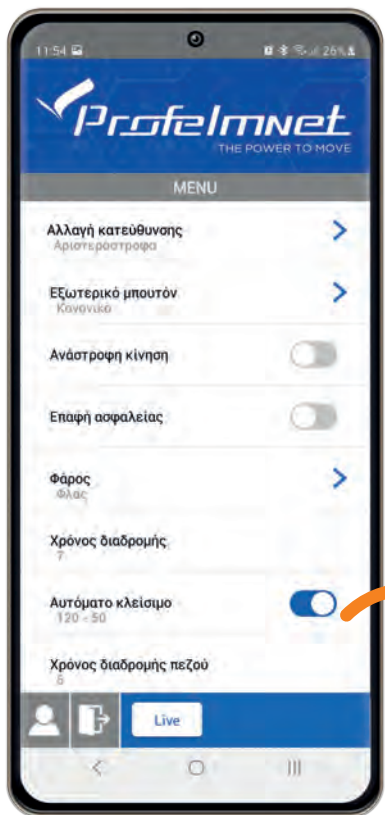 11:54
26%
Profelmnet
THE POWER TO MOVE
MENU
Αλλαγή κατεύθυνσης
Αριστερόστροφα
Εξωτερικό μπουτόν
Κανονικό
Ανάστροφη κίνηση
Επαφή ασφαλείας
Φάρος
Φλας
Χρόνος διαδρομής
7
Αυτόματο κλείσιμο
120 - 50
Χρόνος διαδρομής πεζού
6
Live